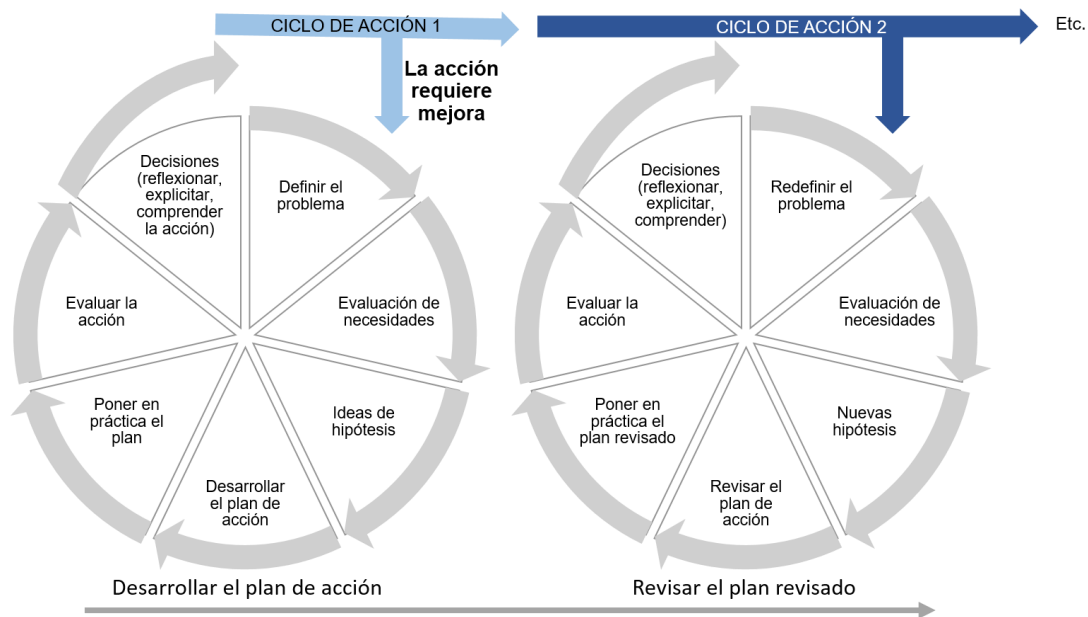 CICLO DE ACCIÓN 1
CICLO DE ACCIÓN 2
Etc.
La acción
requiere
mejora
Decisiones
(reflexionar,
explicitar,
comprender
la acción)
Definir el
problema
Evaluación de
necesidades
Ideas de
hipótesis
Desarrollar
el plan de
acción
Poner en
práctica el
plan
Evaluar la
acción
Decisiones
(reflexionar,
explicitar,
comprender)
Redefinir el
problema
Evaluación de
necesidades
Nuevas
hipótesis
Revisar el
plan de
acción
Poner en
práctica el
plan revisado
Evaluar la
acción
Desarrollar el plan de acción
Revisar el plan revisado